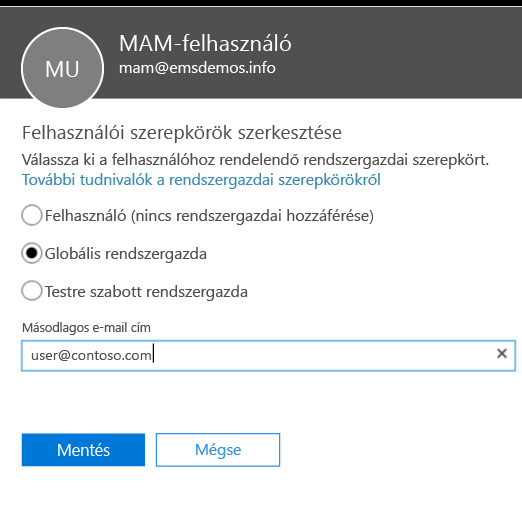 MU
MAM-felhasználó
mam@emsdemos.info
Felhasználói szerepkörök szerkesztése
Válassza ki a felhasználóhoz rendelendő rendszergazdai szerepkört.
További tudnivalók a rendszergazdai szerepkörökről
Felhasználó (nincs rendszergazdai hozzáférése)
Globális rendszergazda
Testre szabott rendszergazda
Másodlagos e-mail cím
user@contoso.com
Mentés
Mégse